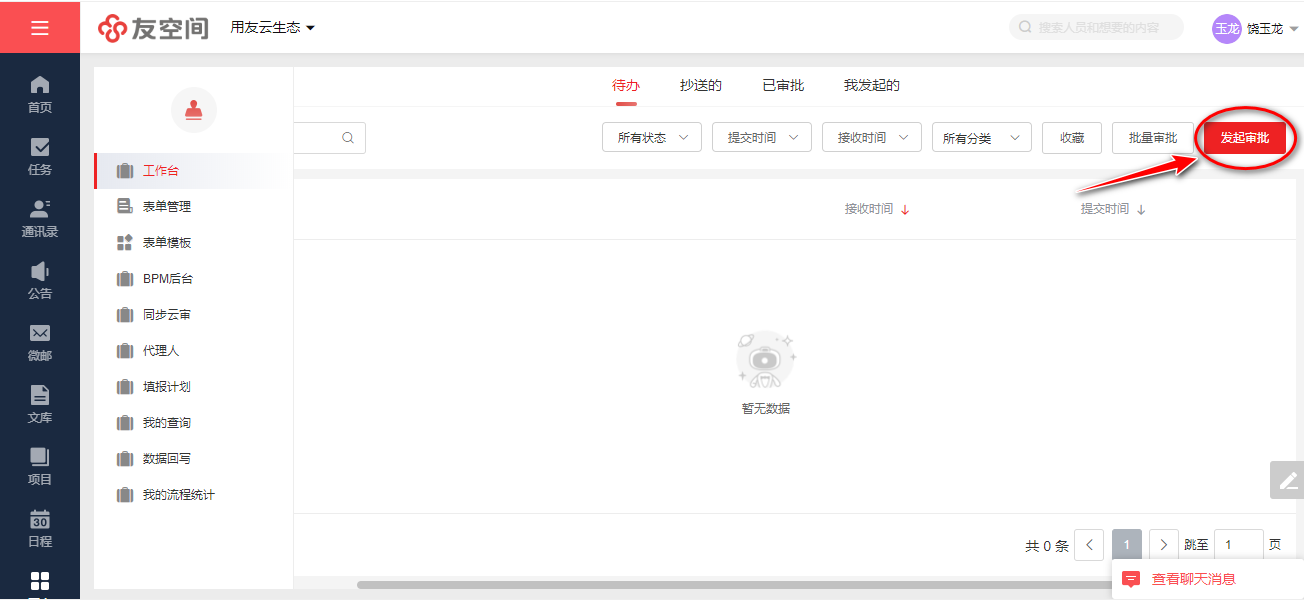 友空间
用友云生态
搜索人员和想要的内容
玉龙
饶玉龙
首页
任务
通讯录
公告
微邮
文库
项目
30
日程
工作台
表单管理
表单模板
BPM后台
同步云审
代理人
填报计划
我的查询
数据回写
我的流程统计
待办 抄送的 已审批 我发起的
所有状态 提交时间 接收时间 所有分类 收藏 批量审批 发起审批
接收时间 提交时间
暂无数据
共 0 条 1 跳至 1 页
查看聊天消息